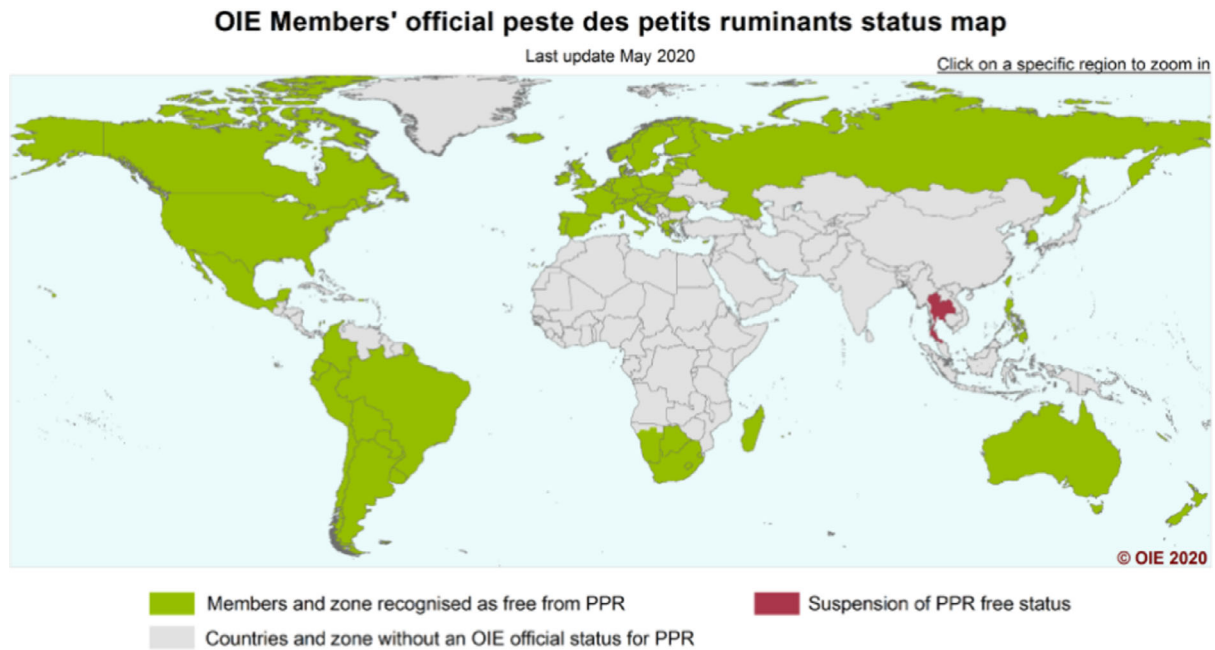 OIE Members' official peste des petits ruminants status map
Last update May 2020
Click on a specific region to zoom in
© OIE 2020
Members and zone recognised as free from PPR
Suspension of PPR free status
Countries and zone without an OIE official status for PPR